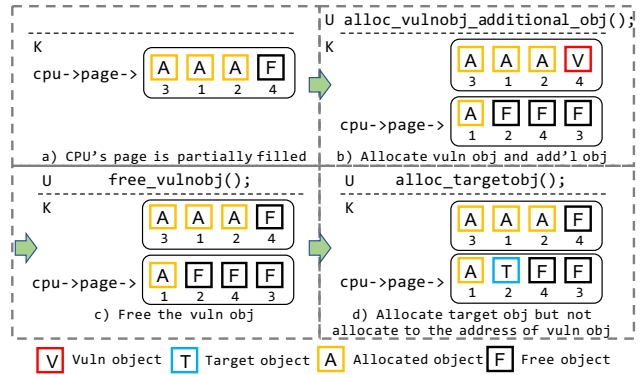 K
cpu->page->
A A A F
3 1 2 4
a) CPU's page is partially filled
U alloc_vulnobj_additional_obj();
K
A A A V
3 1 2 4
cpu->page->
A F F F
1 2 4 3
b) Allocate vuln obj and add'l obj
U free_vulnobj();
K
A A A F
3 1 2 4
cpu->page->
A F F F
1 2 4 3
c) Free the vuln obj
U alloc_targetobj();
K
A A A F
3 1 2 4
cpu->page->
A T F F
1 2 4 3
d) Allocate target obj but not
allocate to the address of vuln obj
V Vuln object T Target object A Allocated object F Free object